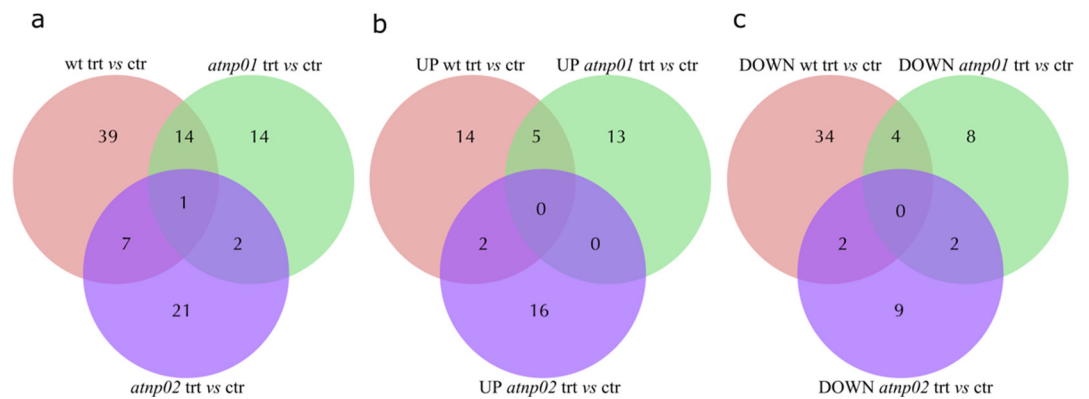 a
wt trt vs ctr
atnp01 trt vs ctr
39
14
14
1
7
2
21
atnp02 trt vs ctr
b
UP wt trt vs ctr
UP atnp01 trt vs ctr
14
5
13
0
2
0
16
UP atnp02 trt vs ctr
c
DOWN wt trt vs ctr
DOWN atnp01 trt vs ctr
34
4
8
0
2
2
9
DOWN atnp02 trt vs ctr